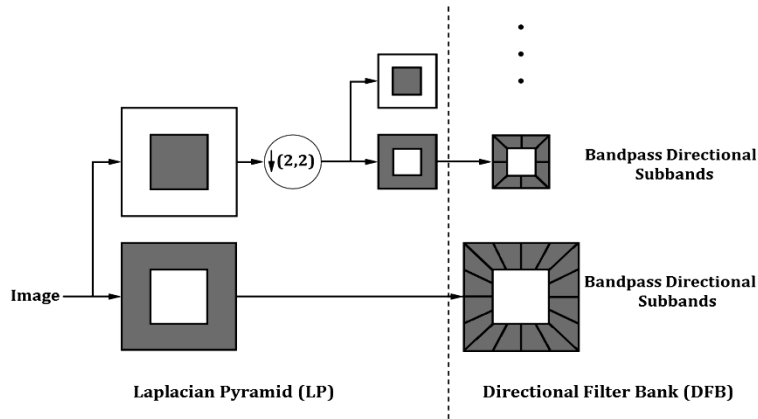 (2,2)
Bandpass Directional
Subbands
Image
Bandpass Directional
Subbands
Laplacian Pyramid (LP)
Directional Filter Bank (DFB)